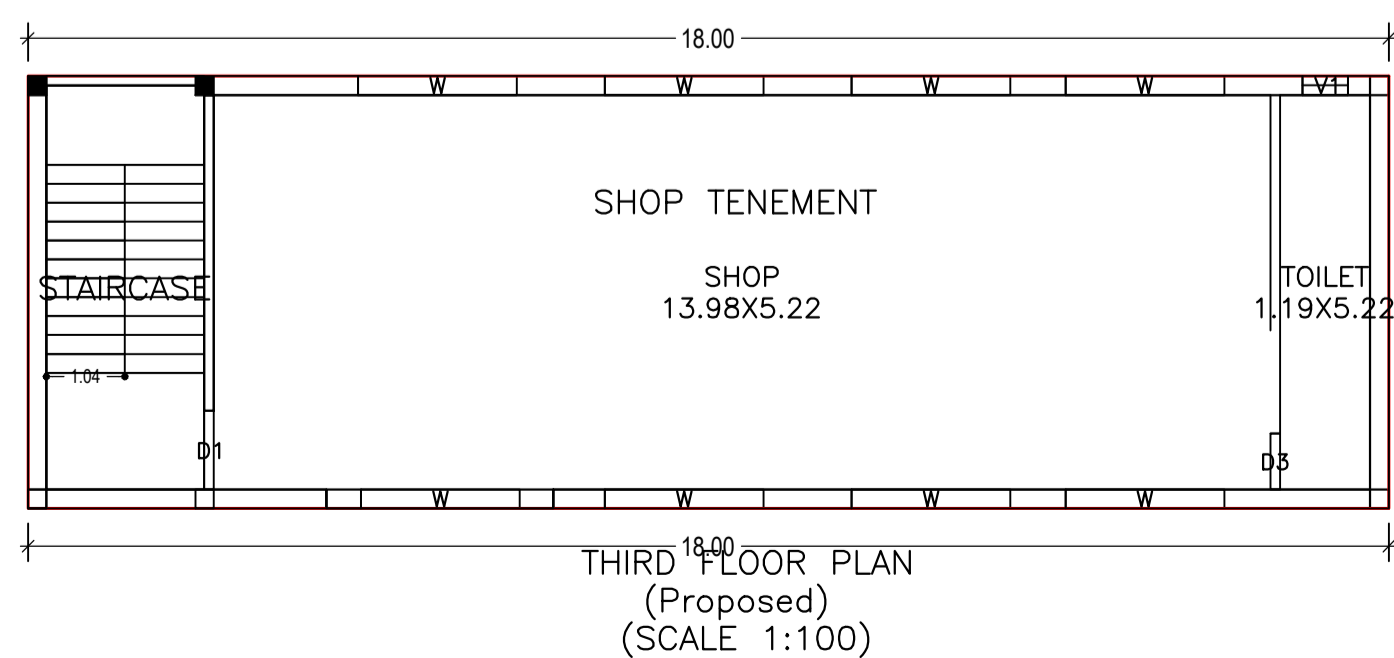 18.00
W W W W V1
SHOP TENEMENT
SHOP
13.98X5.22
TOILET
1.19X5.22
STAIRCASE
1.04
D1
D3
W W W W
18.00
THIRD FLOOR PLAN
(Proposed)
(SCALE 1:100)